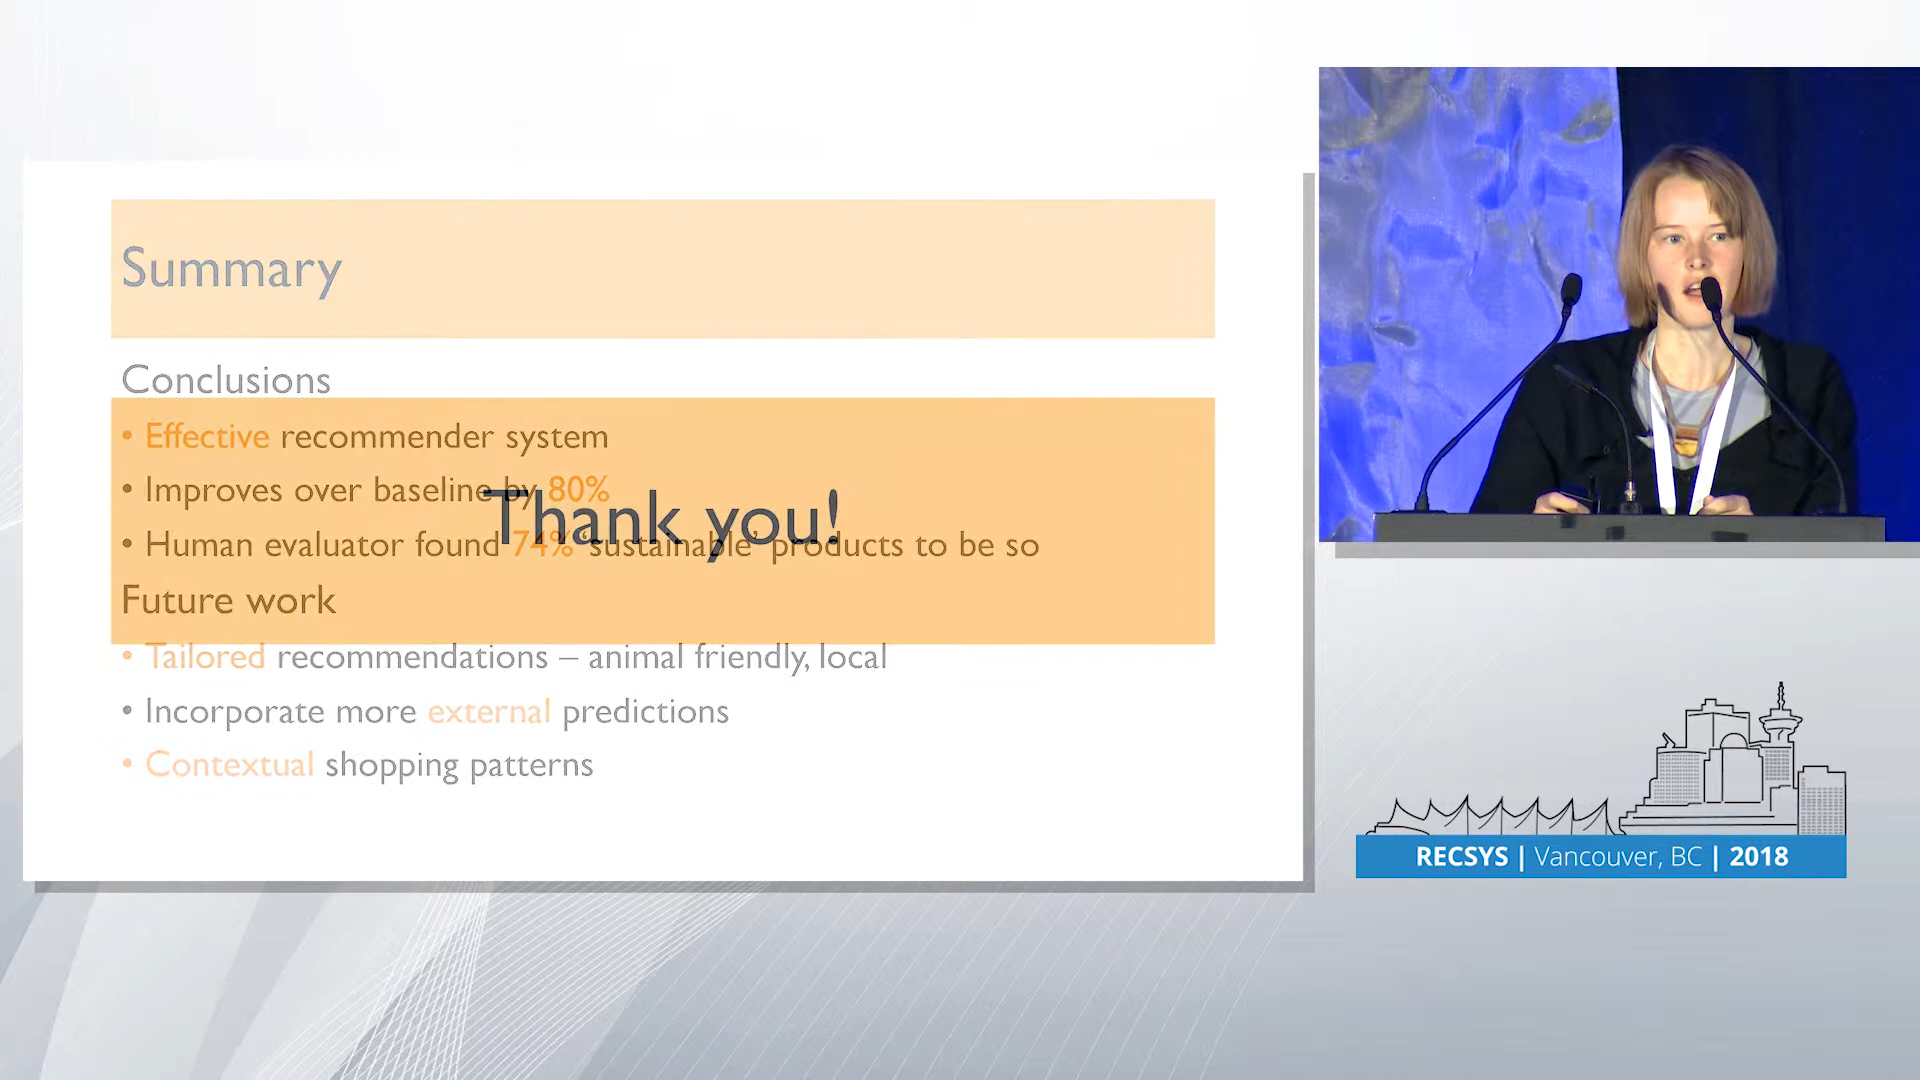 Summary
Conclusions
• Effective recommender system
• Improves over baseline by 80%
Thank you!
• Human evaluator found 74% ‘sustainable’ products to be so
Future work
• Tailored recommendations – animal friendly, local
• Incorporate more external predictions
• Contextual shopping patterns
RECSYS | Vancouver, BC | 2018